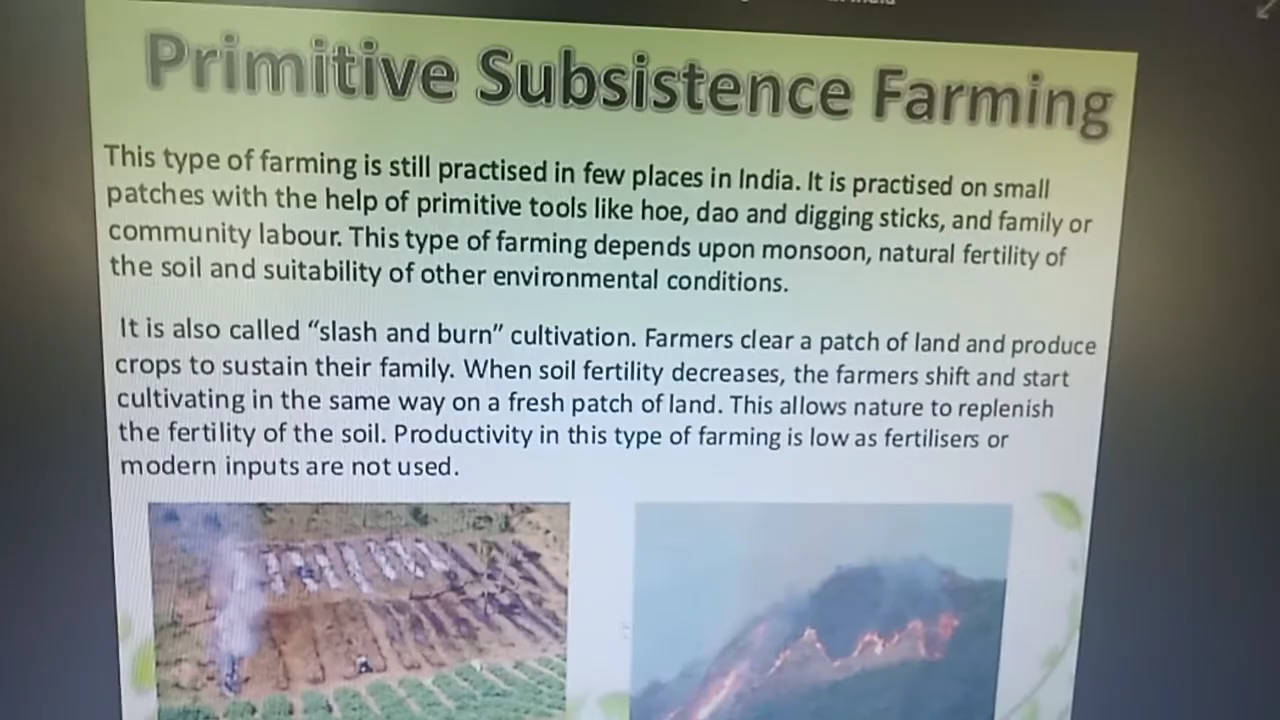 Primitive Subsistence Farming
This type of farming is still practised in few places in India. It is practised on small
patches with the help of primitive tools like hoe, dao and digging sticks, and family or
community labour. This type of farming depends upon monsoon, natural fertility of
the soil and suitability of other environmental conditions.
It is also called “slash and burn” cultivation. Farmers clear a patch of land and produce
crops to sustain their family. When soil fertility decreases, the farmers shift and start
cultivating in the same way on a fresh patch of land. This allows nature to replenish
the fertility of the soil. Productivity in this type of farming is low as fertilisers or
modern inputs are not used.